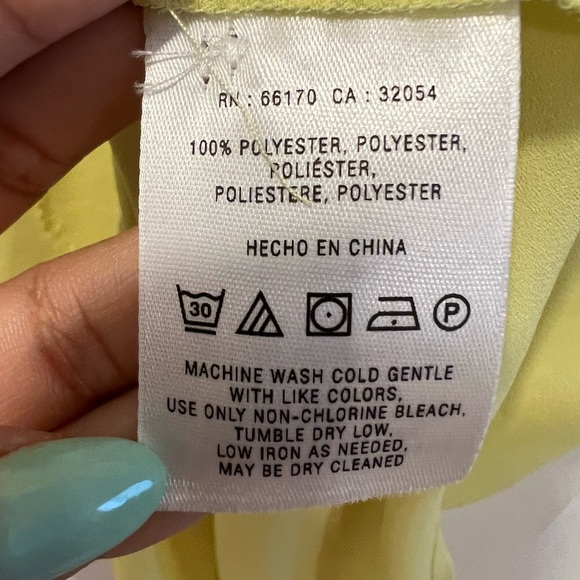 RN : 66170 CA : 32054
100% POLYESTER, POLYESTER,
POLIÉSTER,
POLIESTERE, POLYESTER
HECHO EN CHINA
30 P
MACHINE WASH COLD GENTLE
WITH LIKE COLORS,
USE ONLY NON-CHLORINE BLEACH,
TUMBLE DRY LOW,
LOW IRON AS NEEDED,
MAY BE DRY CLEANED